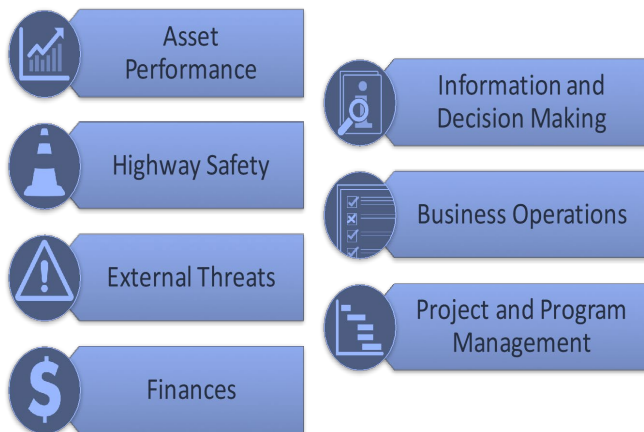 Asset
Performance
Highway Safety
External Threats
Finances
Information and
Decision Making
Business Operations
Project and Program
Management